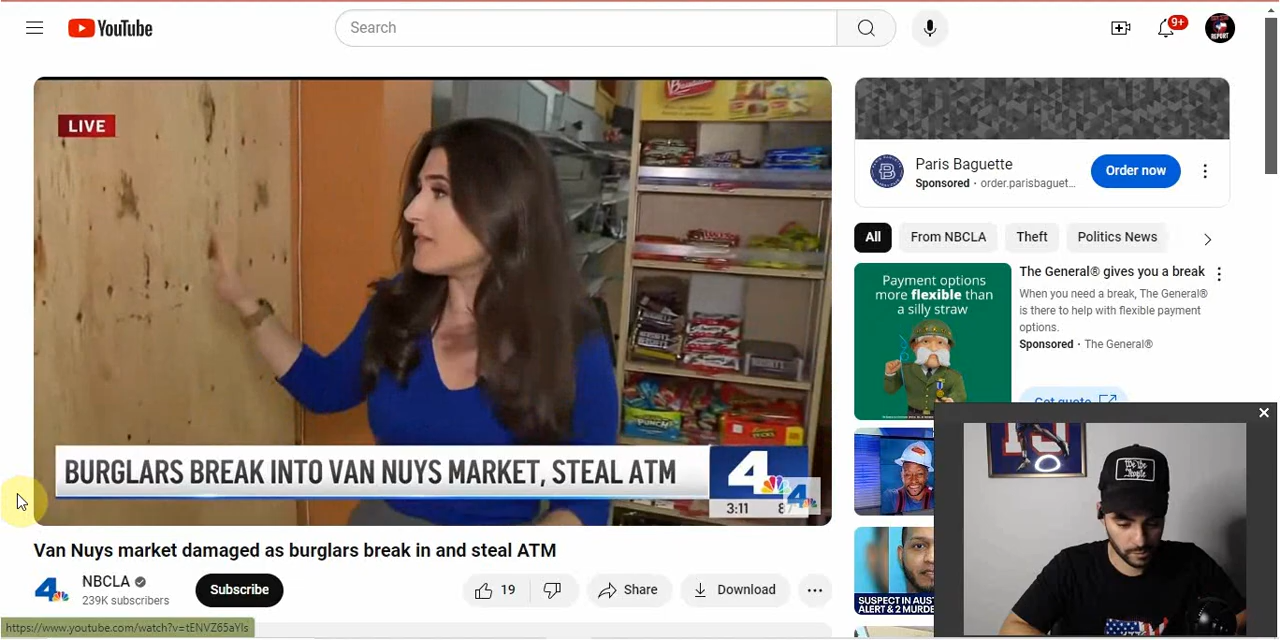 YouTube
Search
9+
LIVE
BURGLARS BREAK INTO VAN NUYS MARKET, STEAL ATM
4
3:11
Van Nuys market damaged as burglars break in and steal ATM
NBCLA
239K subscribers
Subscribe
19
Share
Download
https://www.youtube.com/watch?v=tENVZ65aYls
Paris Baguette
Sponsored · order.parisbaguet...
Order now
All
From NBCLA
Theft
Politics News
Payment options
more flexible than
a silly straw
The General® gives you a break
When you need a break, The General®
is there to help with flexible payment
options.
Sponsored · The General®
Get quote
SUSPECT IN AUST
ALERT & 2 MURDE
We the
People